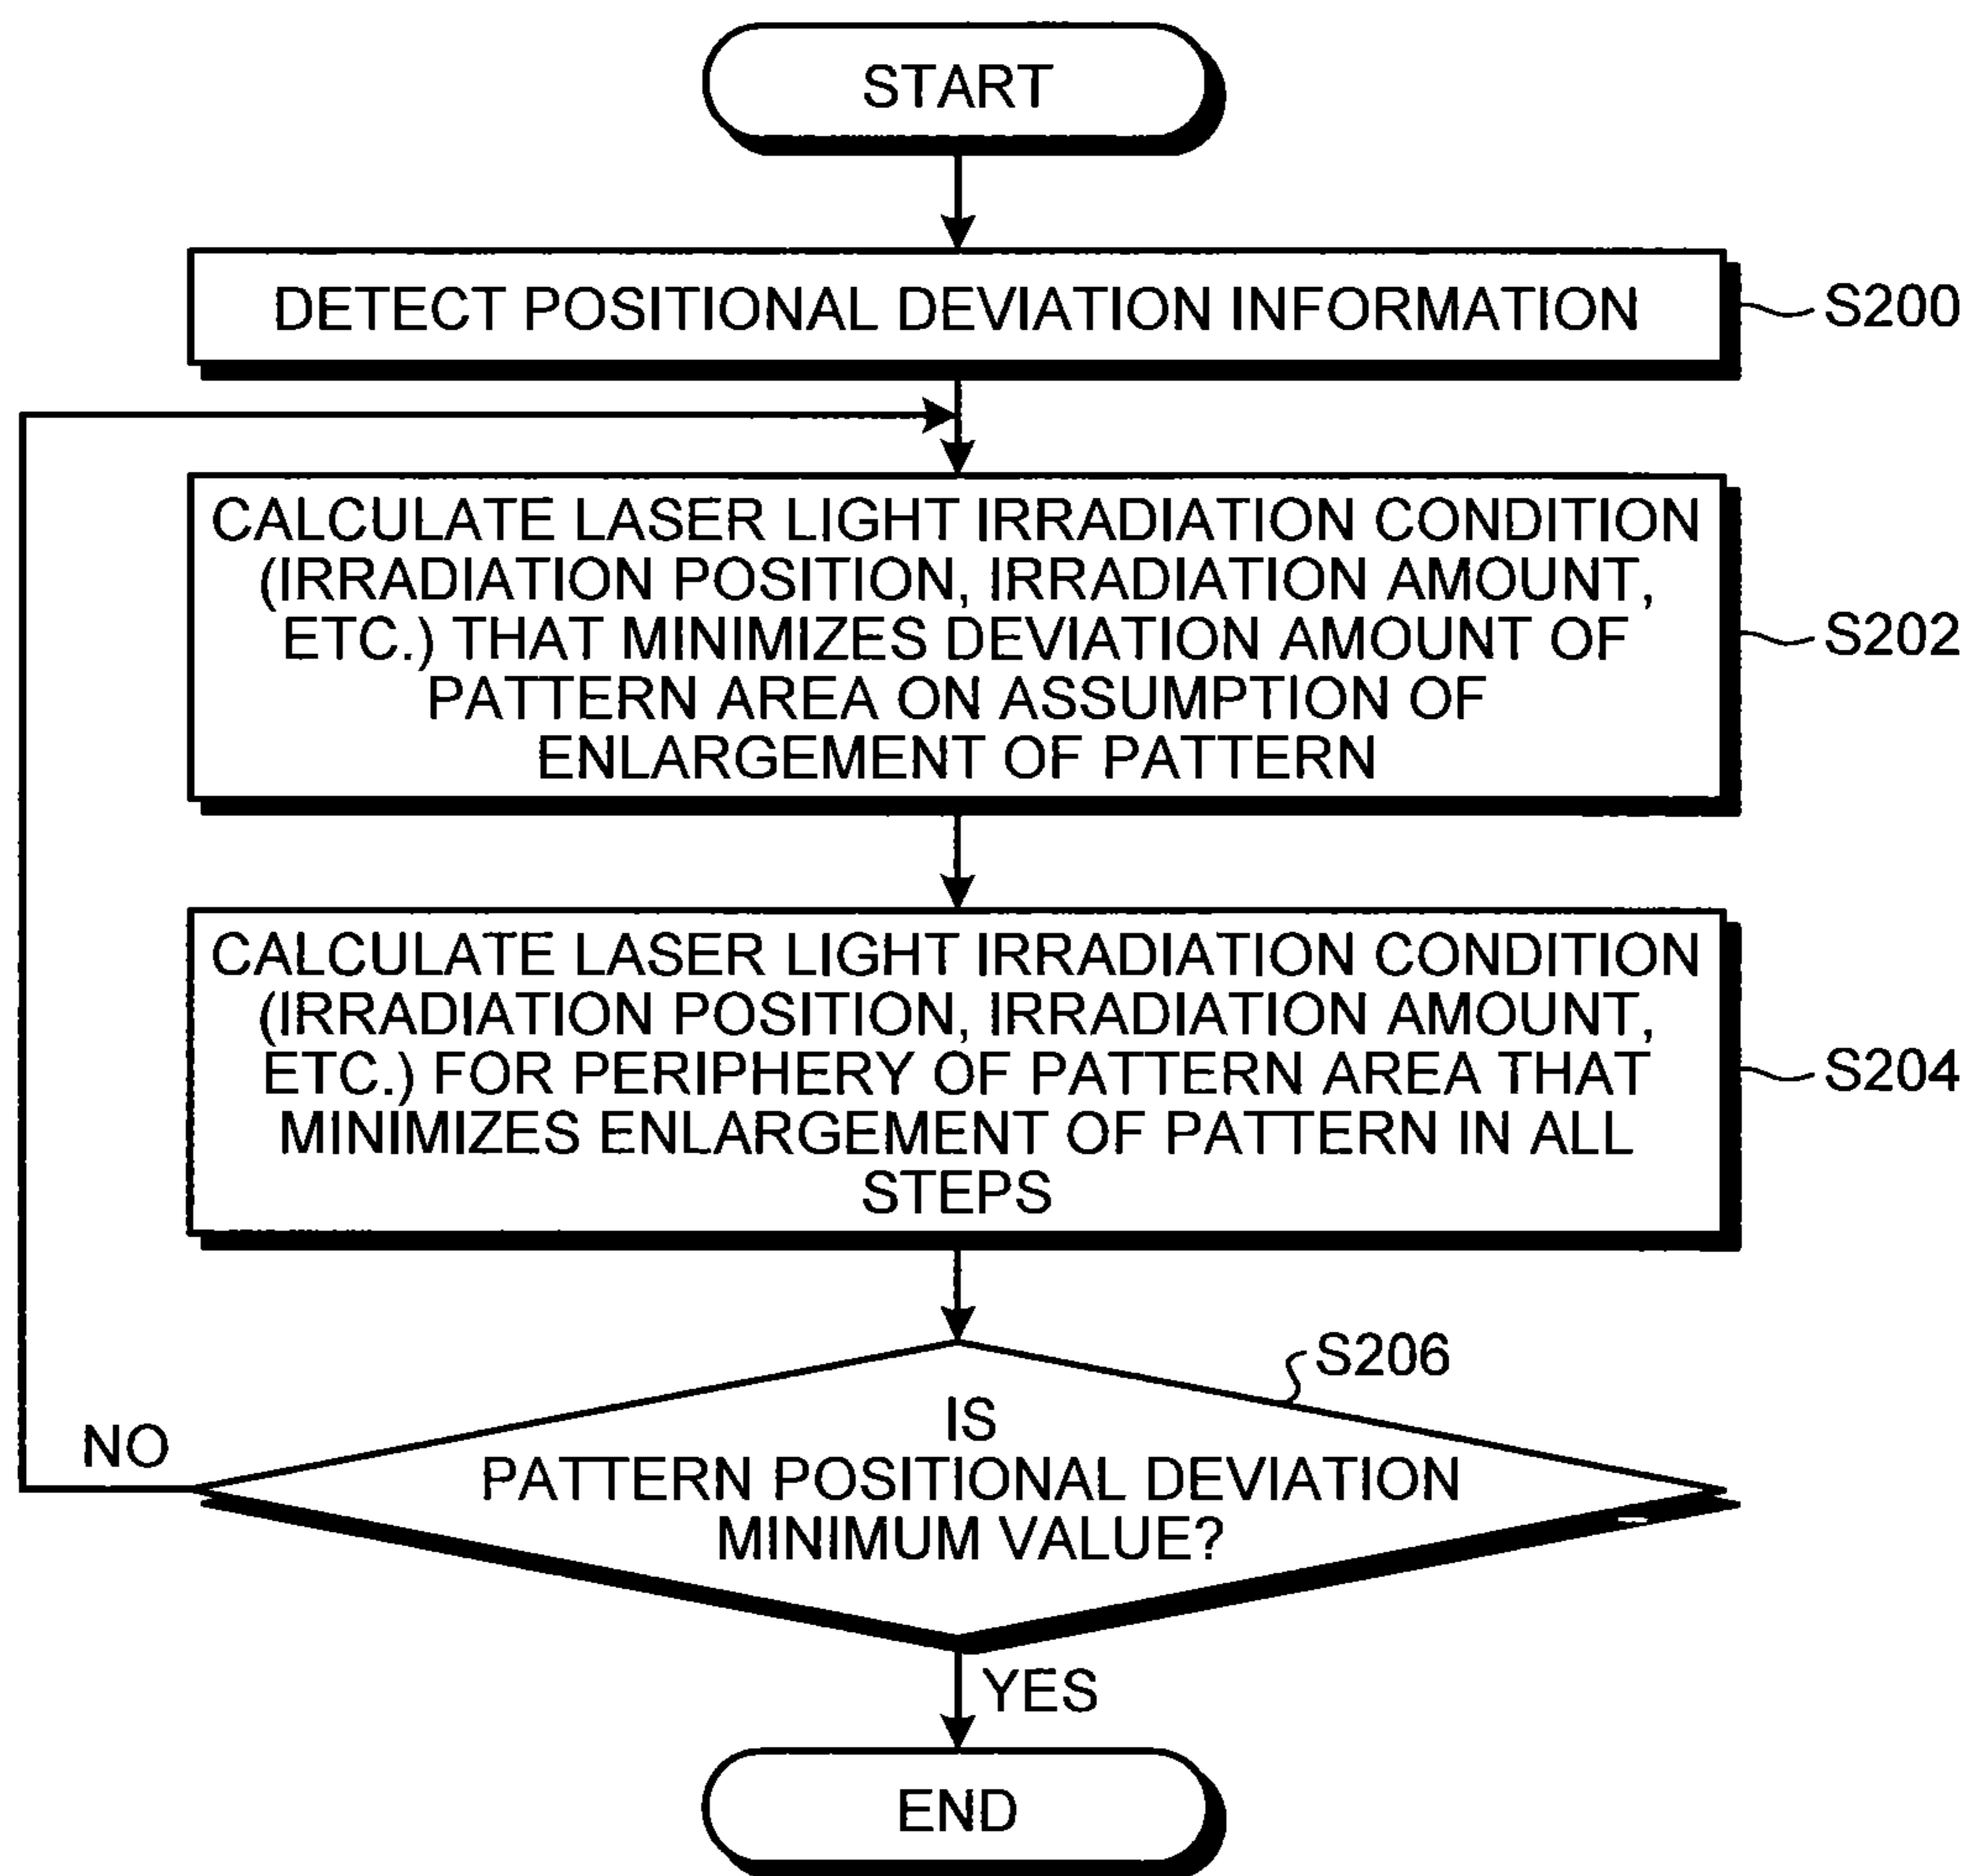 START
DETECT POSITIONAL DEVIATION INFORMATION
S200
CALCULATE LASER LIGHT IRRADIATION CONDITION
(IRRADIATION POSITION, IRRADIATION AMOUNT,
ETC.) THAT MINIMIZES DEVIATION AMOUNT OF
PATTERN AREA ON ASSUMPTION OF
ENLARGEMENT OF PATTERN
S202
CALCULATE LASER LIGHT IRRADIATION CONDITION
(IRRADIATION POSITION, IRRADIATION AMOUNT,
ETC.) FOR PERIPHERY OF PATTERN AREA THAT
MINIMIZES ENLARGEMENT OF PATTERN IN ALL
STEPS
S204
S206
IS
PATTERN POSITIONAL DEVIATION
MINIMUM VALUE?
NO
YES
END